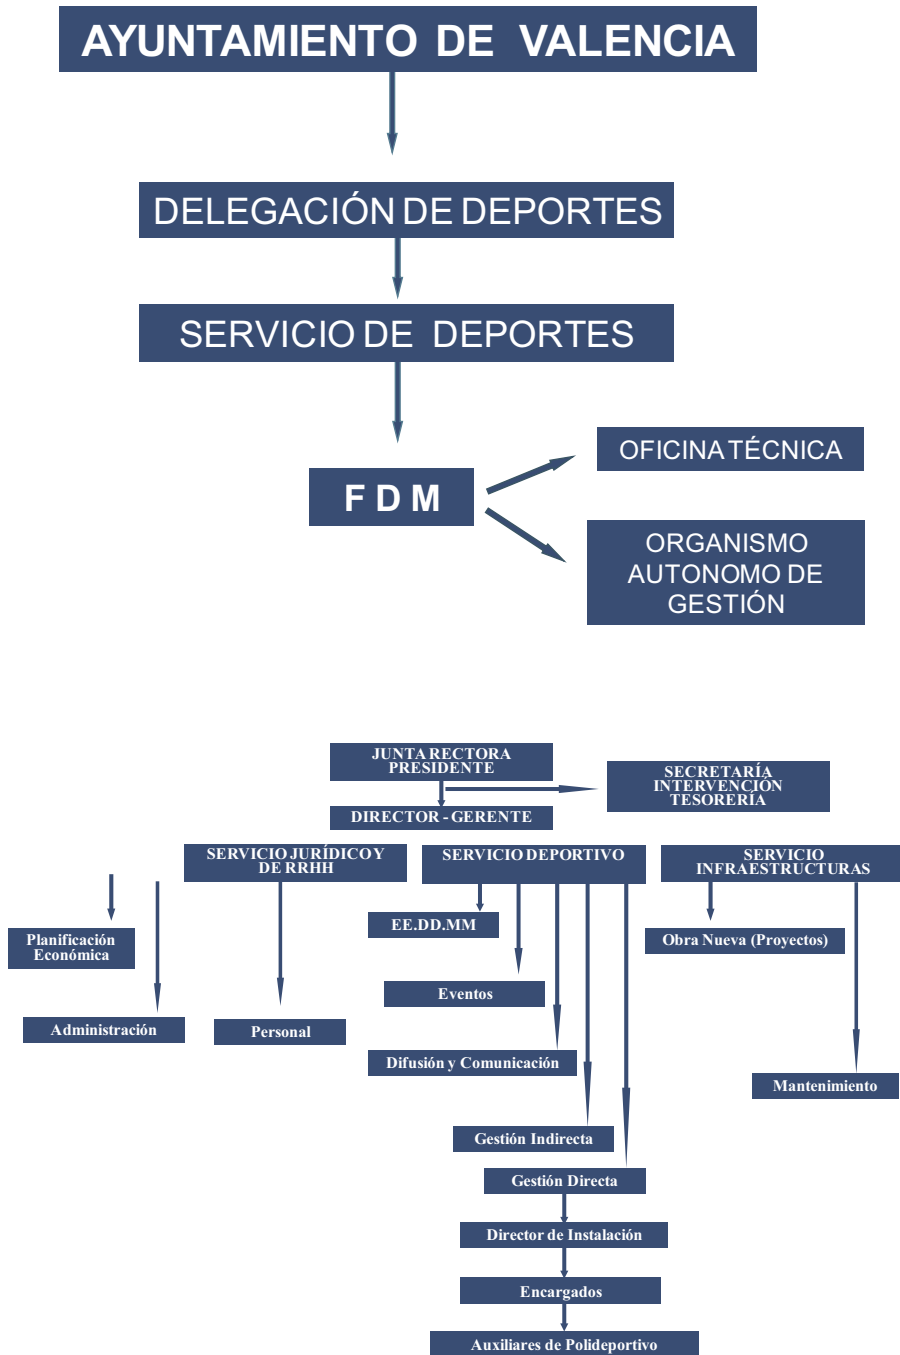 AYUNTAMIENTO DE VALENCIA
DELEGACIÓN DE DEPORTES
SERVICIO DE DEPORTES
F D M
OFICINA TÉCNICA
ORGANISMO
AUTONOMO DE
GESTIÓN
JUNTA RECTORA
PRESIDENTE
SECRETARÍA
INTERVENCIÓN
TESORERÍA
DIRECTOR - GERENTE
SERVICIO JURÍDICO Y
DE RRHH
SERVICIO DEPORTIVO
SERVICIO
INFRAESTRUCTURAS
Planificación
Económica
EE.DD.MM
Obra Nueva (Proyectos)
Eventos
Administración
Personal
Difusión y Comunicación
Mantenimiento
Gestión Indirecta
Gestión Directa
Director de Instalación
Encargados
Auxiliares de Polideportivo